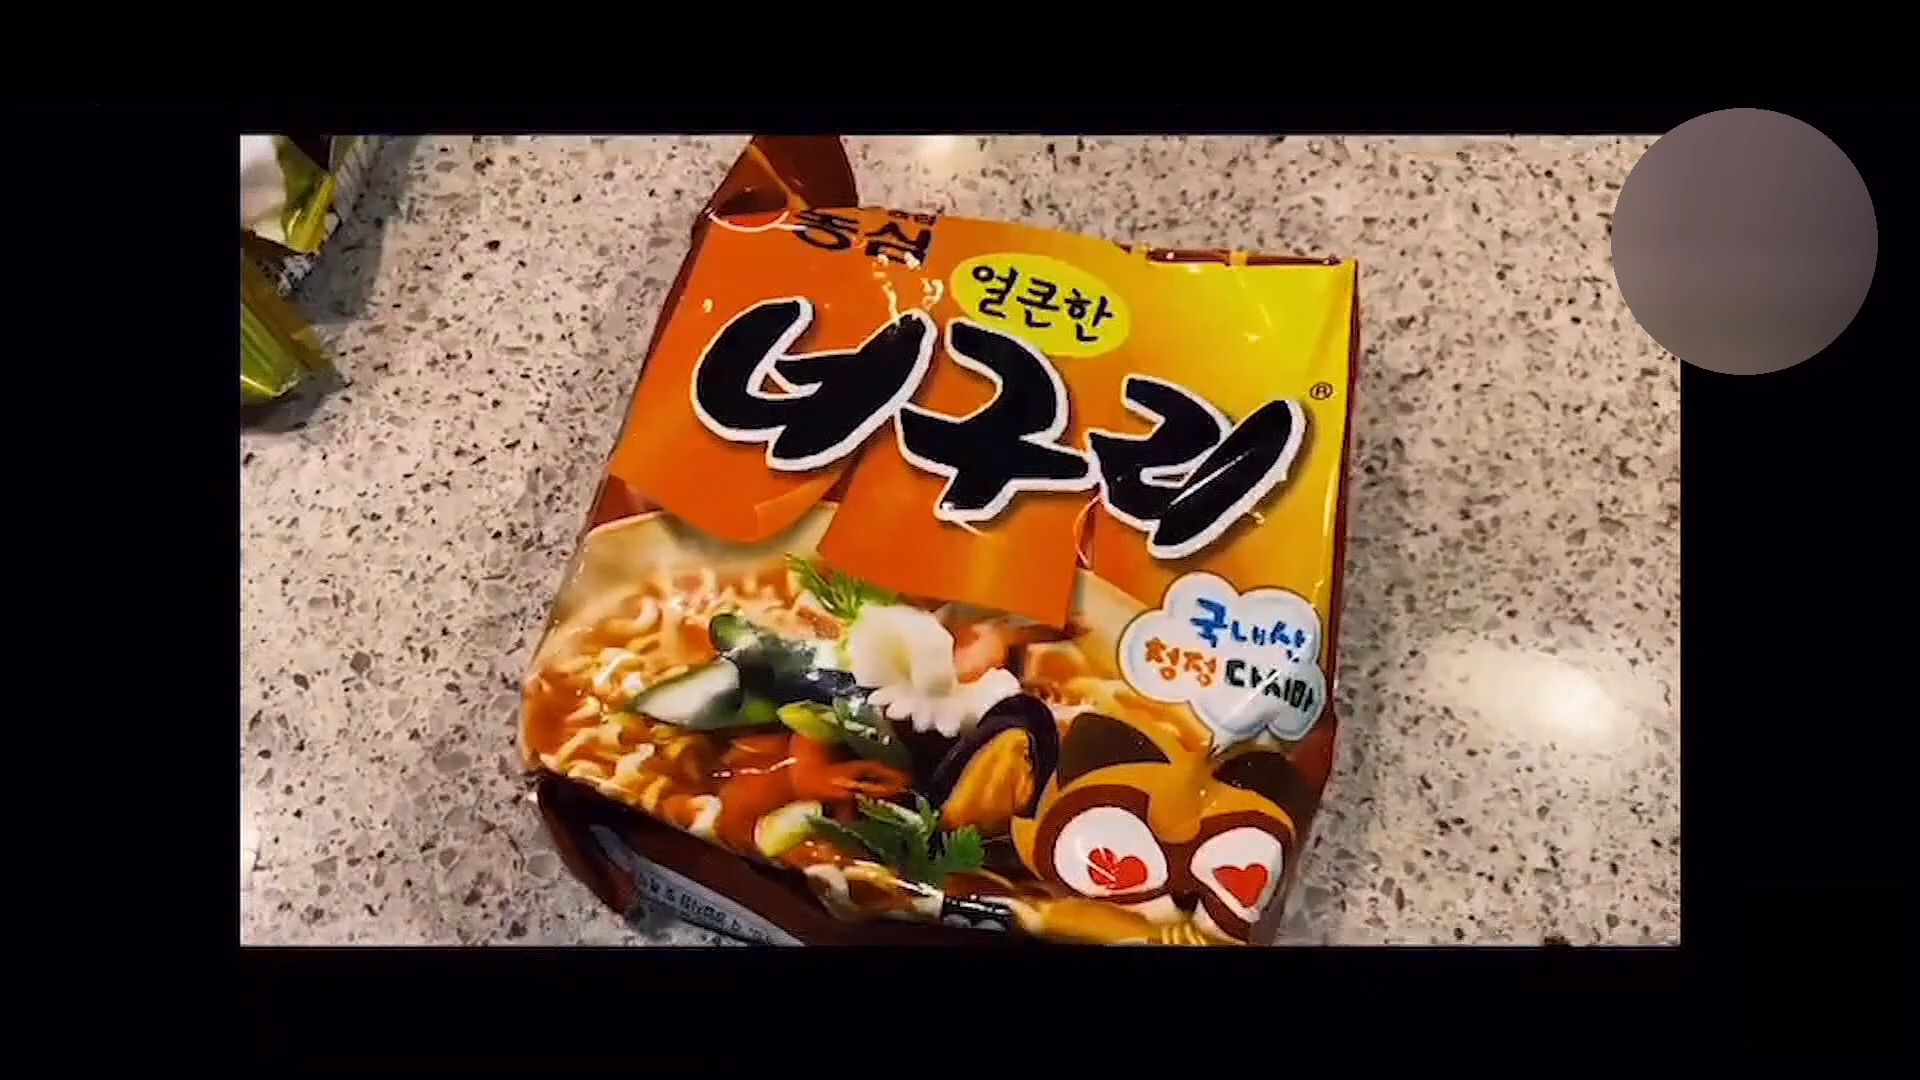 농심
얼큰한
너구리®
국내산
청정 다시마